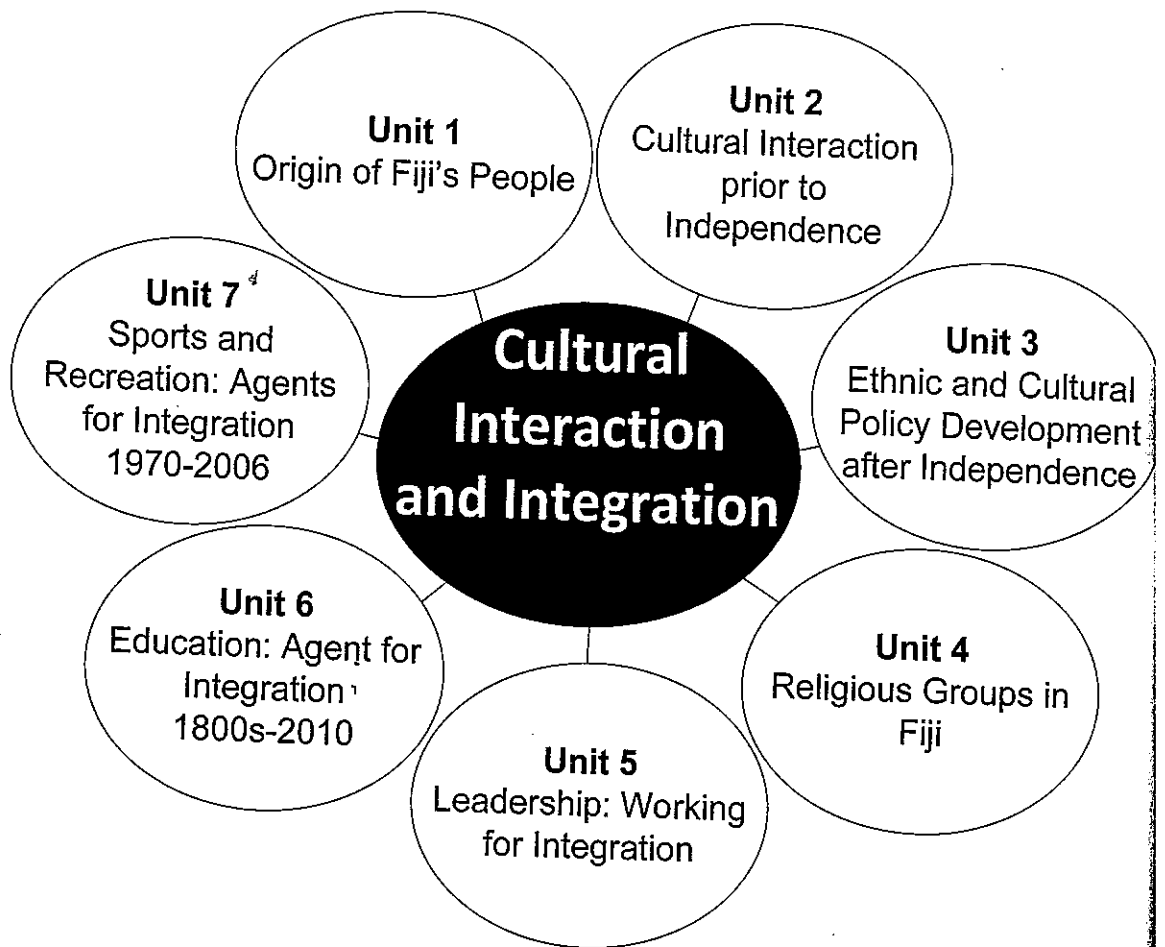 Unit 1
Origin of Fiji's People
Unit 2
Cultural Interaction
prior to
Independence
Unit 3
Ethnic and Cultural
Policy Development
after Independence
Unit 4
Religious Groups in
Fiji
Unit 5
Leadership: Working
for Integration
Unit 6
Education: Agent for
Integration
1800s-2010
Unit 7
Sports and
Recreation: Agents
for Integration
1970-2006
Cultural
Interaction
and Integration